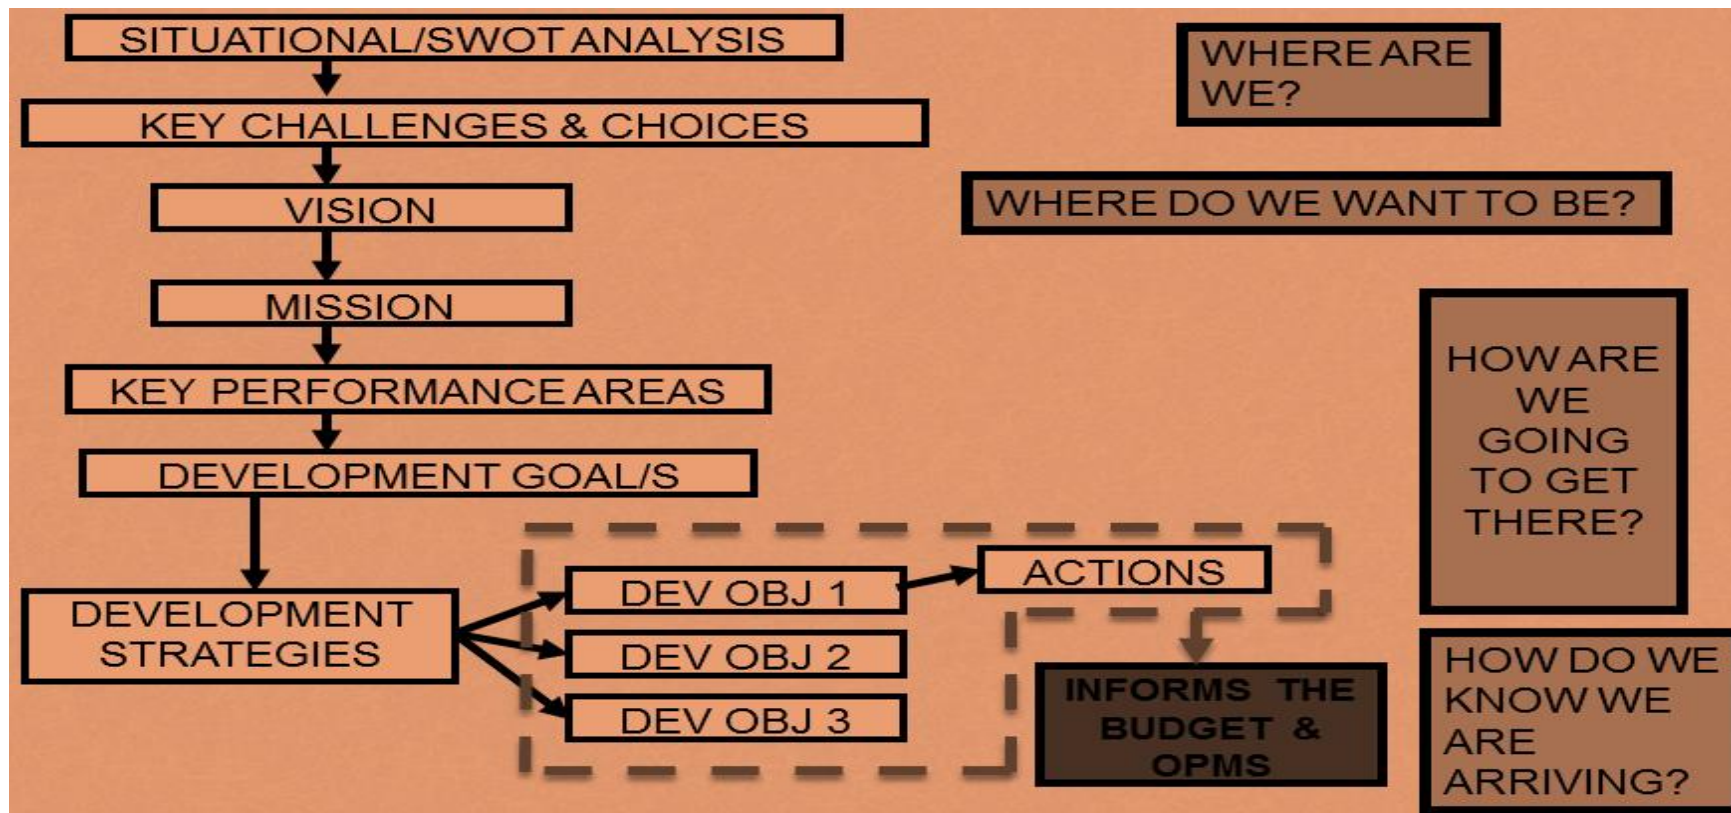 SITUATIONAL/SWOT ANALYSIS
KEY CHALLENGES & CHOICES
VISION
MISSION
KEY PERFORMANCE AREAS
DEVELOPMENT GOAL/S
DEVELOPMENT
STRATEGIES
DEV OBJ 1
DEV OBJ 2
DEV OBJ 3
ACTIONS
INFORMS THE
BUDGET &
OPMS
WHERE ARE
WE?
WHERE DO WE WANT TO BE?
HOW ARE
WE
GOING
TO GET
THERE?
HOW DO WE
KNOW WE
ARE
ARRIVING?